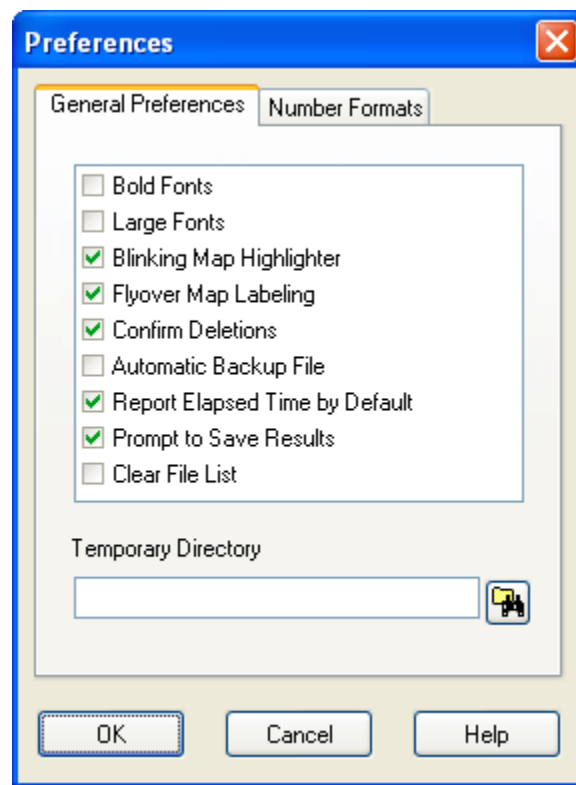 Preferences
General Preferences
Number Formats
Bold Fonts
Large Fonts
Blinking Map Highlighter
Flyover Map Labeling
Confirm Deletions
Automatic Backup File
Report Elapsed Time by Default
Prompt to Save Results
Clear File List
Temporary Directory
OK
Cancel
Help